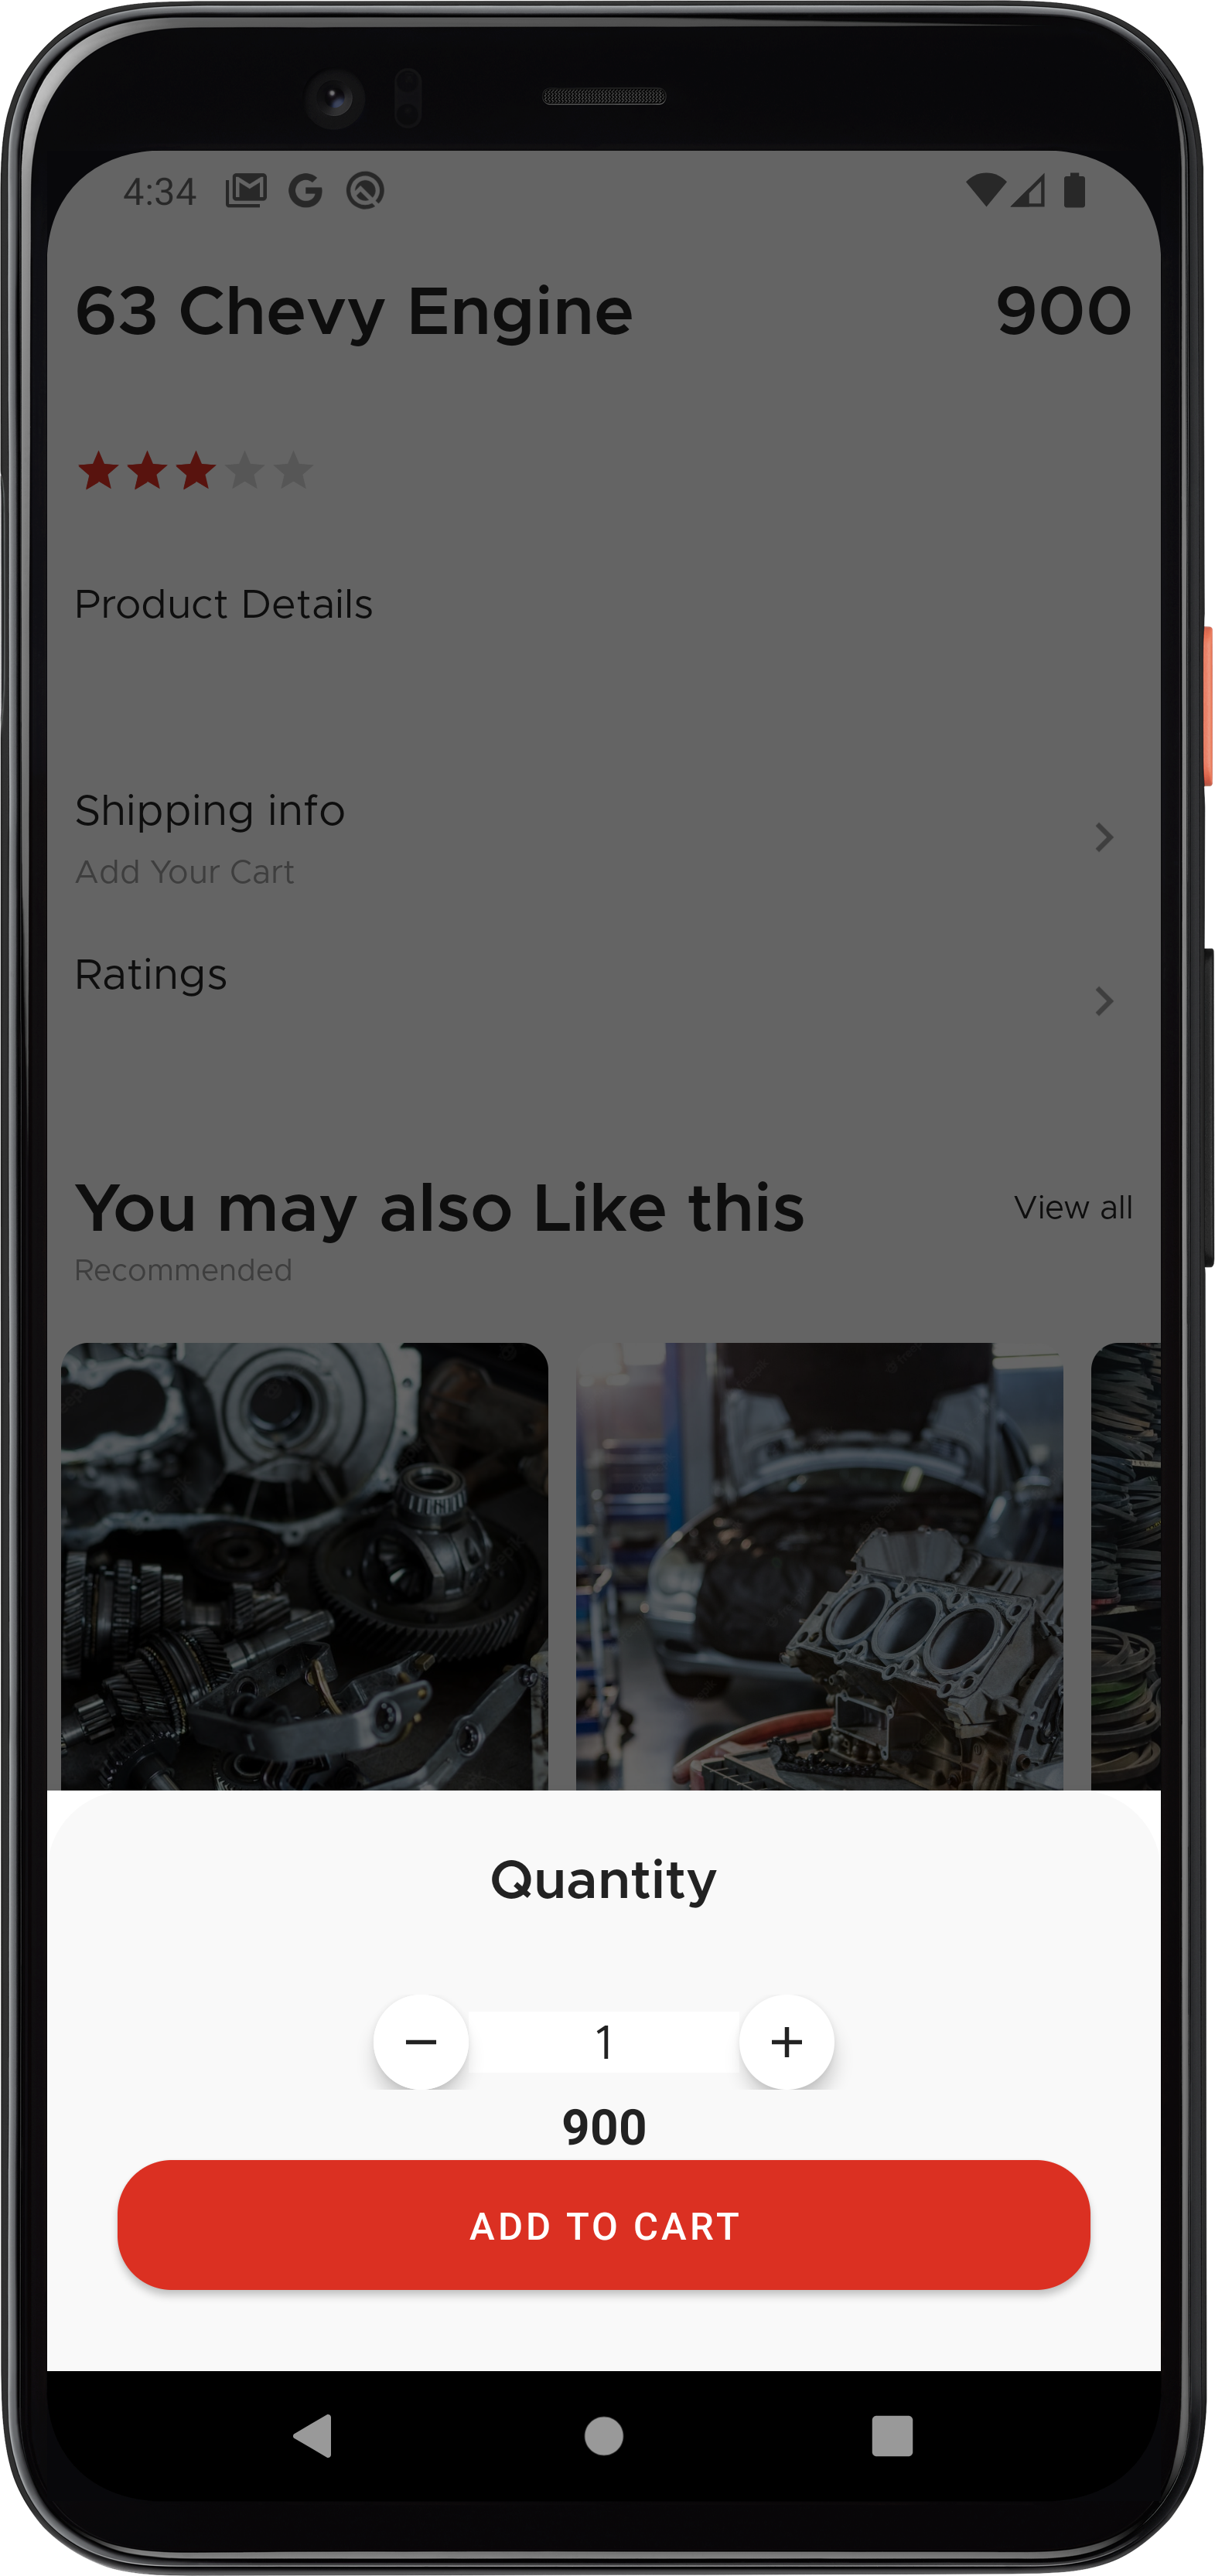 4:34
63 Chevy Engine 900
Product Details
Shipping info
Add Your Cart
Ratings
You may also Like this View all
Recommended
Quantity
1
900
ADD TO CART